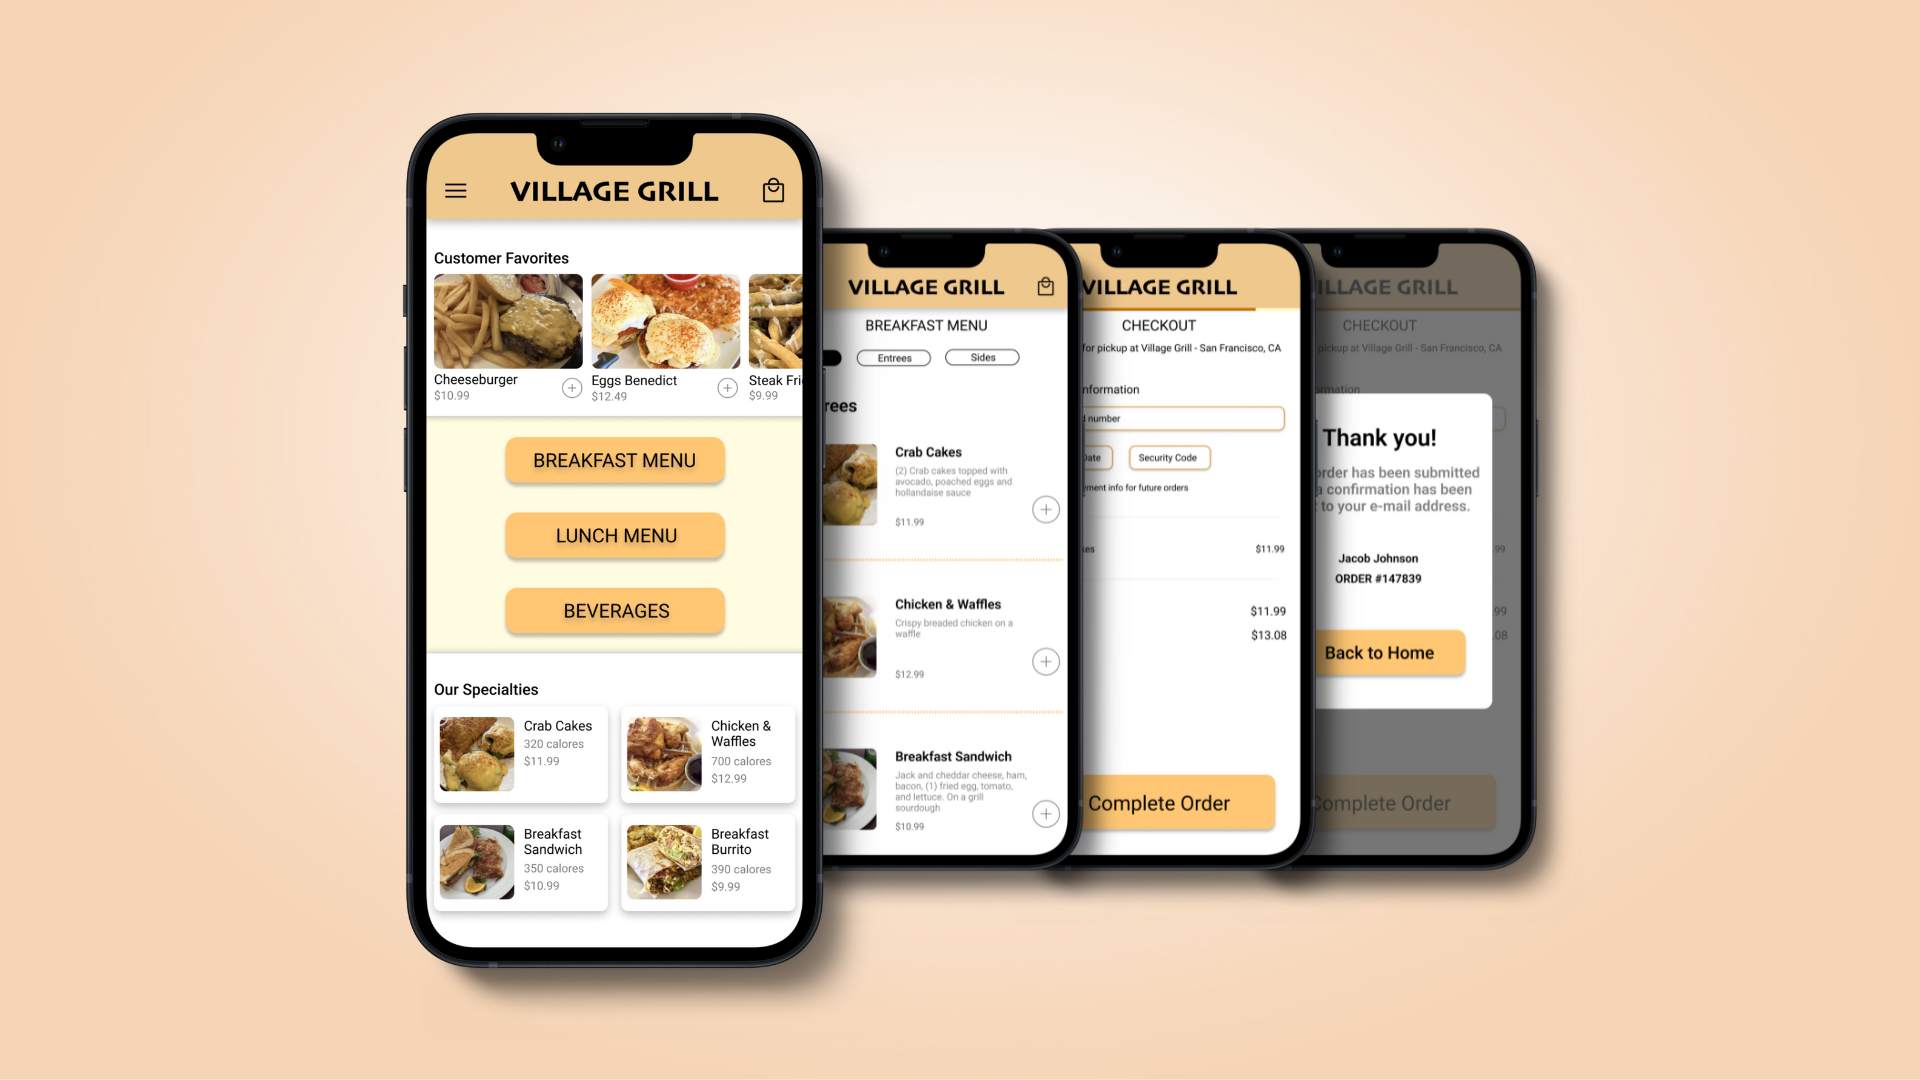 VILLAGE GRILL
Customer Favorites
Cheeseburger
$10.99
Eggs Benedict
$12.49
Steak Fri
$9.99
BREAKFAST MENU
LUNCH MENU
BEVERAGES
Our Specialties
Crab Cakes
320 calores
$11.99
Chicken &
Waffles
700 calores
$12.99
Breakfast
Sandwich
350 calores
$10.99
Breakfast
Burrito
390 calores
$9.99
VILLAGE GRILL
BREAKFAST MENU
Entrees
Sides
rees
Crab Cakes
(2) Crab cakes topped with
avocado, poached eggs and
hollandaise sauce
$11.99
Chicken & Waffles
Crispy breaded chicken on a
waffle
$12.99
Breakfast Sandwich
Jack and cheddar cheese, ham,
bacon, (1) fried egg, tomato,
and lettuce. On a grill
sourdough
$10.99
VILLAGE GRILL
CHECKOUT
for pickup at Village Grill - San Francisco, CA
nformation
number
Date
Security Code
ment info for future orders
kes
$11.99
$11.99
$13.08
Complete Order
ILLAGE GRILL
CHECKOUT
pickup at Village Grill - San Francisco, CA
rmation
Thank you!
order has been submitted
a confirmation has been
to your e-mail address.
.99
Jacob Johnson
ORDER #147839
99
.08
Back to Home
Complete Order